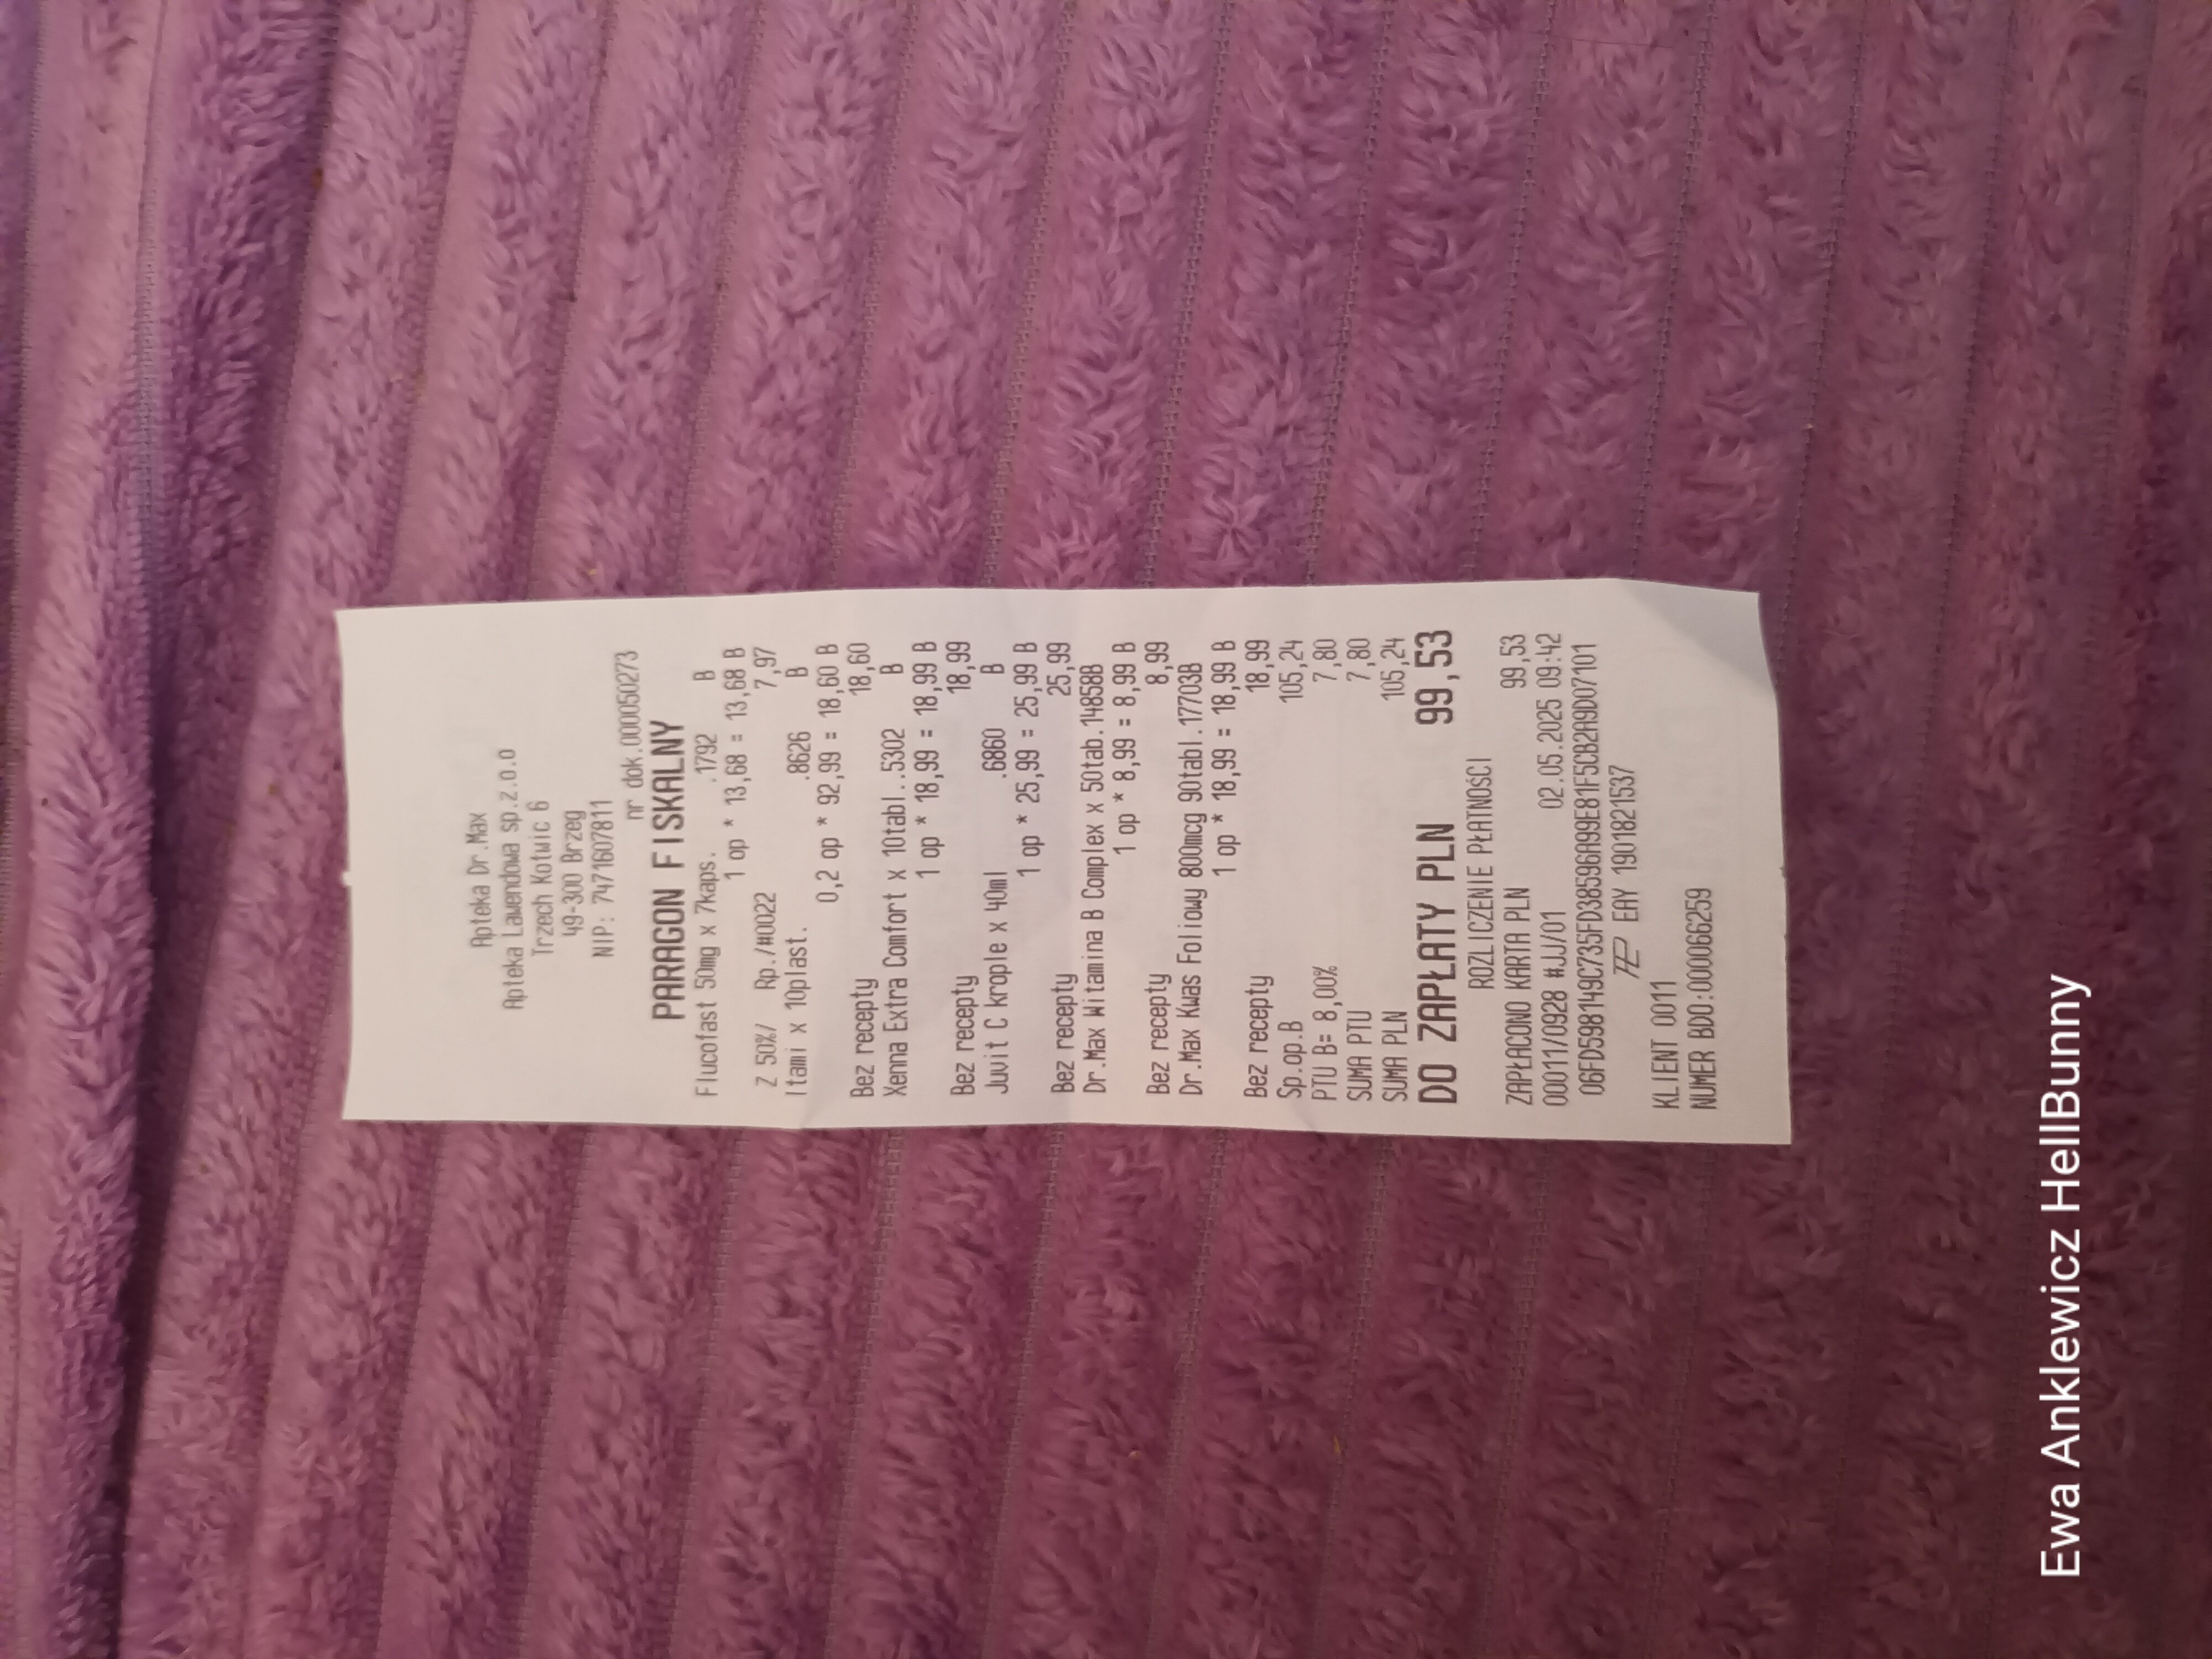 Apteka Dr.Max
Apteka Lawendowa sp.z.o.o
Trzech Kotwic 6
49-300 Brzeg
NIP: 7471607811
nr dok.000050273
PARAGON FISKALNY
Flucofast 50mg x 7kaps. .1792 B
1 op * 13,68 = 13,68 B
Z 50%/ Rp./#0022 7,97
Itami x 10plast. .8626 B
0,2 op * 92,99 = 18,60 B
Bez recepty 18,60
Xenna Extra Comfort x 10tabl..5302 B
1 op * 18,99 = 18,99 B
Bez recepty 18,99
Juvit C krople x 40ml .6860 B
1 op * 25,99 = 25,99 B
Bez recepty 25,99
Dr.Max Witamina B Complex x 50tab.14858B
1 op * 8,99 = 8,99 B
Bez recepty 8,99
Dr.Max Kwas Foliowy 800mcg 90tabl.17703B
1 op * 18,99 = 18,99 B
Bez recepty 18,99
Sp.op.B 105,24
PTU B= 8,00% 7,80
SUMA PTU 7,80
SUMA PLN 105,24
DO ZAPŁATY PLN 99,53
ROZLICZENIE PŁATNOŚCI
ZAPŁACONO KARTA PLN 99,53
00011/0928 #JJ/01 02.05.2025 09:42
06FD598149C735FD38596A99E81F5CB2A9D07101
EAY 1901821537
KLIENT 0011
NUMER BDO:000066259
Ewa Anklewicz HellBunny